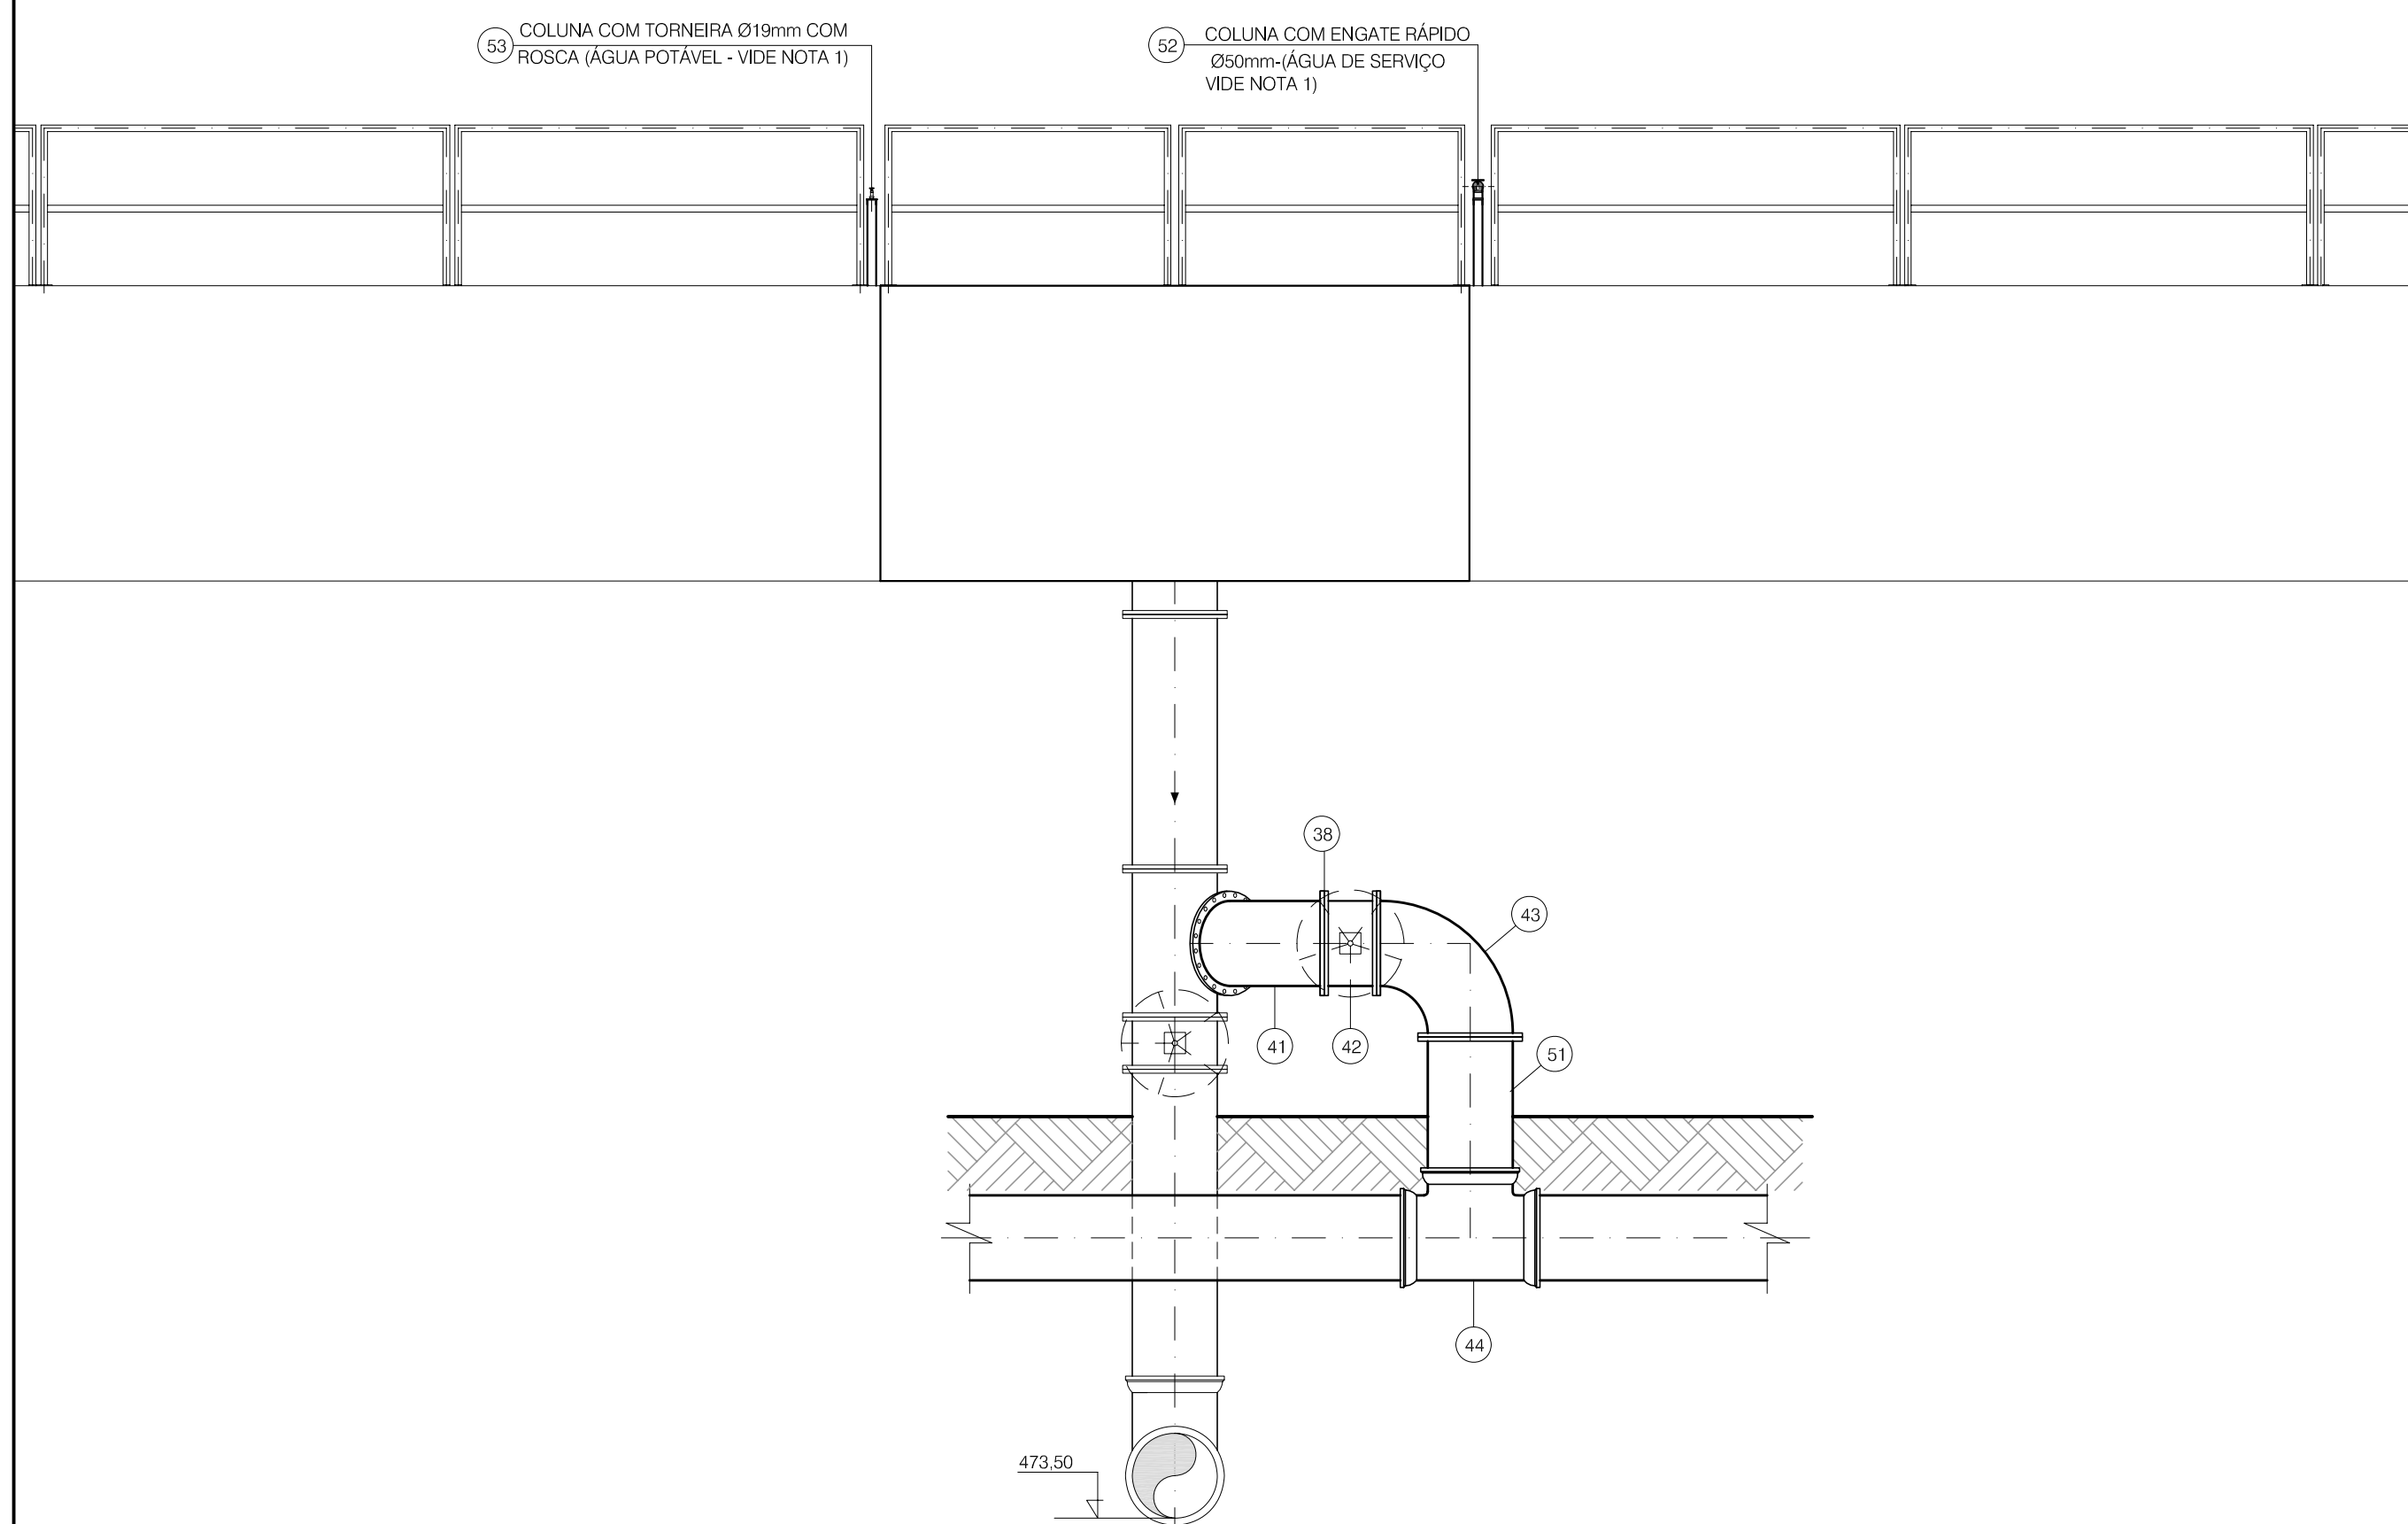 53
COLUNA COM TORNEIRA Ø19mm COM
ROSCA (ÁGUA POTÁVEL - VIDE NOTA 1)
52
COLUNA COM ENGATE RÁPIDO
Ø50mm-(ÁGUA DE SERVIÇO
VIDE NOTA 1)
38
43
41
42
51
44
473,50